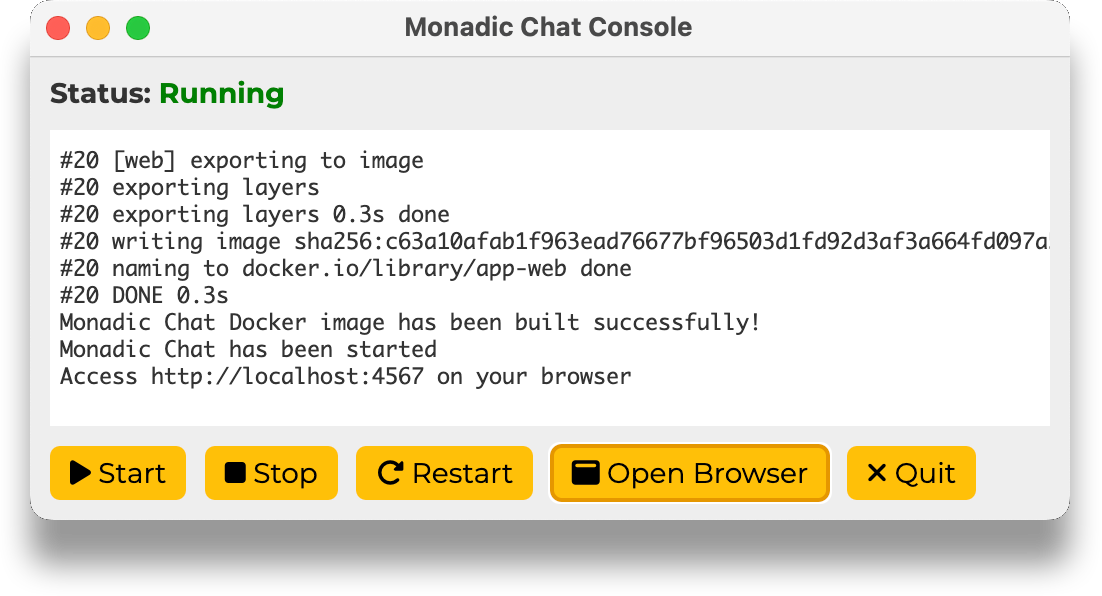 Monadic Chat Console
Status: Running
#20 [web] exporting to image
#20 exporting layers
#20 exporting layers 0.3s done
#20 writing image sha256:c63a10afab1f963ead76677bf96503d1fd92d3af3a664fd097a
#20 naming to docker.io/library/app-web done
#20 DONE 0.3s
Monadic Chat Docker image has been built successfully!
Monadic Chat has been started
Access http://localhost:4567 on your browser
Start Stop Restart Open Browser Quit